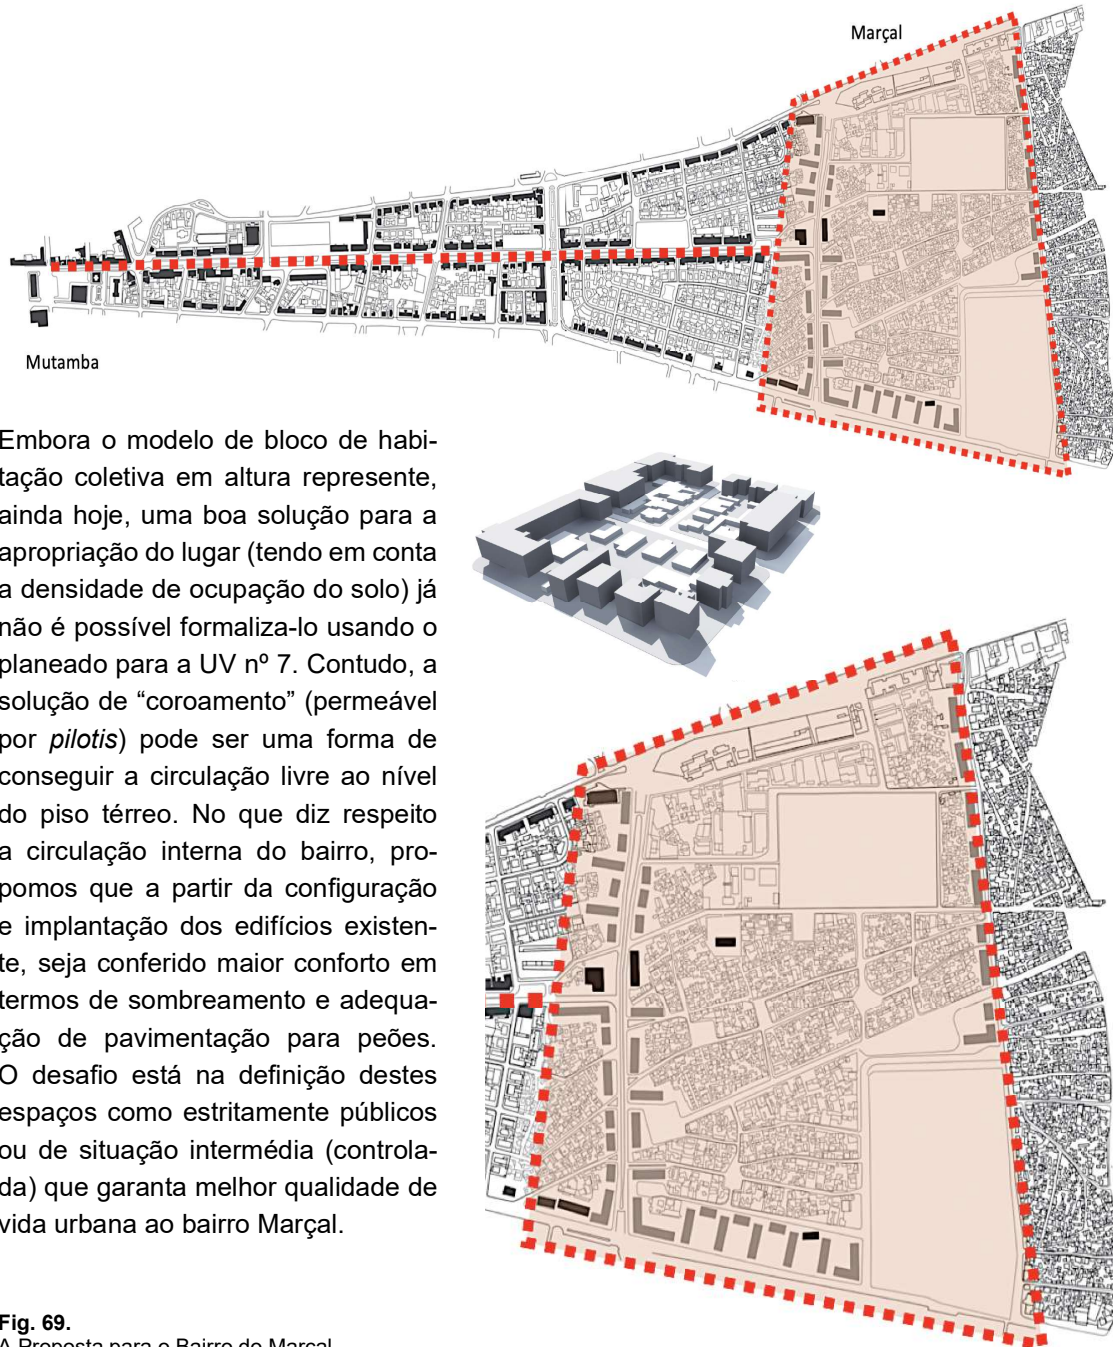 Marçal
Mutamba
Embora o modelo de bloco de habi-
tação coletiva em altura represente,
ainda hoje, uma boa solução para a
apropriação do lugar (tendo em conta
a densidade de ocupação do solo) já
não é possível formaliza-lo usando o
planeado para a UV nº 7. Contudo, a
solução de “coroamento” (permeável
por pilotis) pode ser uma forma de
conseguir a circulação livre ao nível
do piso térreo. No que diz respeito
a circulação interna do bairro, pro-
pomos que a partir da configuração
e implantação dos edifícios existen-
te, seja conferido maior conforto em
termos de sombreamento e adequa-
ção de pavimentação para peões.
O desafio está na definição destes
espaços como estritamente públicos
ou de situação intermédia (controla-
da) que garanta melhor qualidade de
vida urbana ao bairro Marçal.
Fig. 69.
A Proposta para o Bairro do Marçal